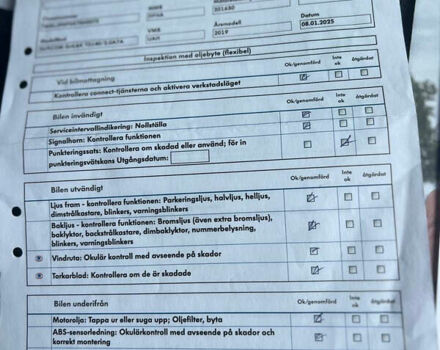 Årsmodell
Datum
2019
08.01.2025
Inspektion med oljebyte (flexibel)
Vid bilmottagning
Ok/genomförd
Inte ok
åtgärdat
Kontrollera connect-tjänsterna och aktivera verkstadsläget
Bilen invändigt
Ok/genomförd
Inte ok
åtgärdat
Serviceintervallindikering: Nollställa
Signalhorn: Kontrollera funktionen
Punkteringssats: Kontrollera om skadad eller använd; för in
punkteringsvätskans Utgångsdatum:
Bilen utvändigt
Ok/genomförd
Inte ok
åtgärdat
Ljus fram - kontrollera funktionen: Parkeringsljus, halvljus, helljus,
dimstrålkastare, blinkers, varningsblinkers
Bakljus - kontrollera funktionen: Bromsljus (även extra bromsljus),
baklyktor, backstrålkastare, dimbaklyktor, nummerbelysning,
blinkers, varningsblinkers
Vindruta: Okulär kontroll med avseende på skador
Torkarblad: Kontrollera om de är skadade
Bilen underifrån
Ok/genomförd
Inte ok
åtgärdat
Motorolja: Tappa ur eller suga upp; Oljefilter, byta
ABS-sensorledning: Okulärkontroll med avseende på skador och
korrekt montering